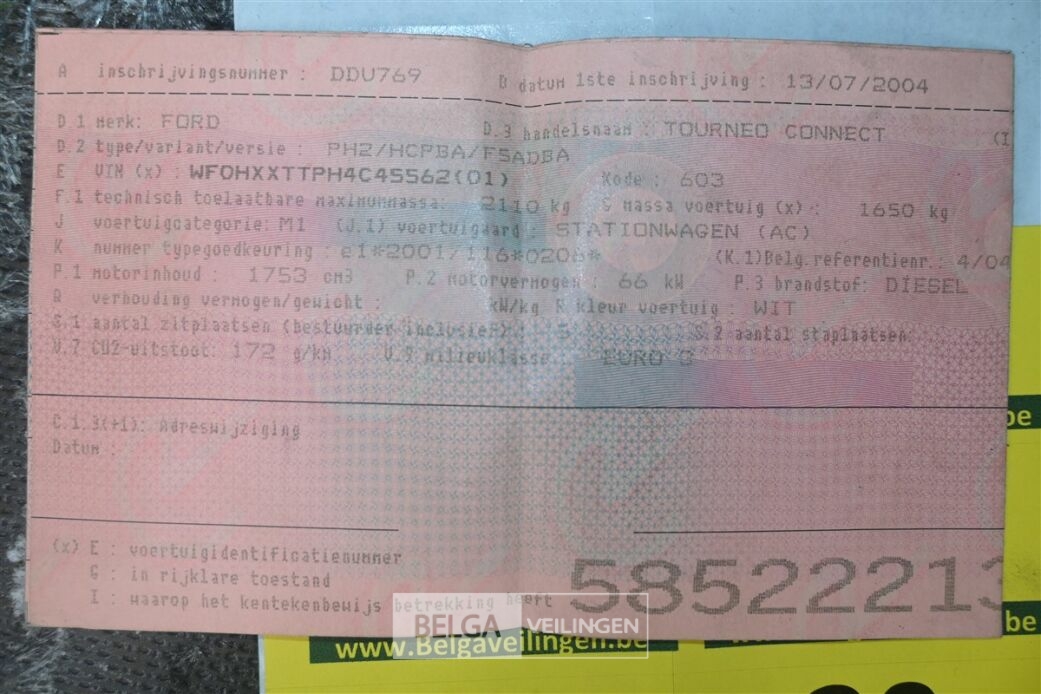 A inschrijvingsnummer : DDU769 B datum 1ste inschrijving : 13/07/2004
D.1 merk: FORD D.3 handelsnaam : TOURNEO CONNECT (I
D.2 type/variant/versie : PH2/HCPBA/F5ADBA
E VIN (x) : WF0HXXTTPH4C45562(01) Kode : 603
F.1 technisch toelaatbare maximummassa: 2110 kg G massa voertuig (x) : 1650 kg
J voertuigcategorie: M1 (J.1) voertuigaard : STATIONWAGEN (AC)
K nummer typegoedkeuring : e1*2001/116*0206* (K.1)Belg.referentienr.: 4/04
P.1 motorinhoud : 1753 cm3 P.2 motorvermogen : 66 kW P.3 brandstof: DIESEL
Q verhouding vermogen/gewicht : kW/kg R kleur voertuig : WIT
S.1 aantal zitplaatsen (bestuurder inclusief): 5 S.2 aantal staplaatsen:
V.7 CO2-uitstoot: 172 g/km V.9 milieuklasse : EURO 3
C.1.3(+1): Adreswijziging
Datum :
(x) E : voertuigidentificatienummer
G : in rijklare toestand
I : waarop het kentekenbewijs betrekking heeft
58522213
BELGA VEILINGEN
www.Belgaveilingen.be
be
be